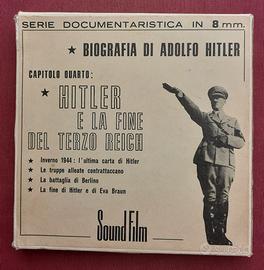 SERIE DOCUMENTARISTICA IN 8 mm.
★ BIOGRAFIA DI ADOLFO HITLER
CAPITOLO QUARTO:
★ HITLER
E LA FINE
DEL TERZO REICH
★ Inverno 1944: l'ultima carta di Hitler
★ Le truppe alleate contrattaccano
★ La battaglia di Berlino
★ La fine di Hitler e di Eva Braun
Sound Film